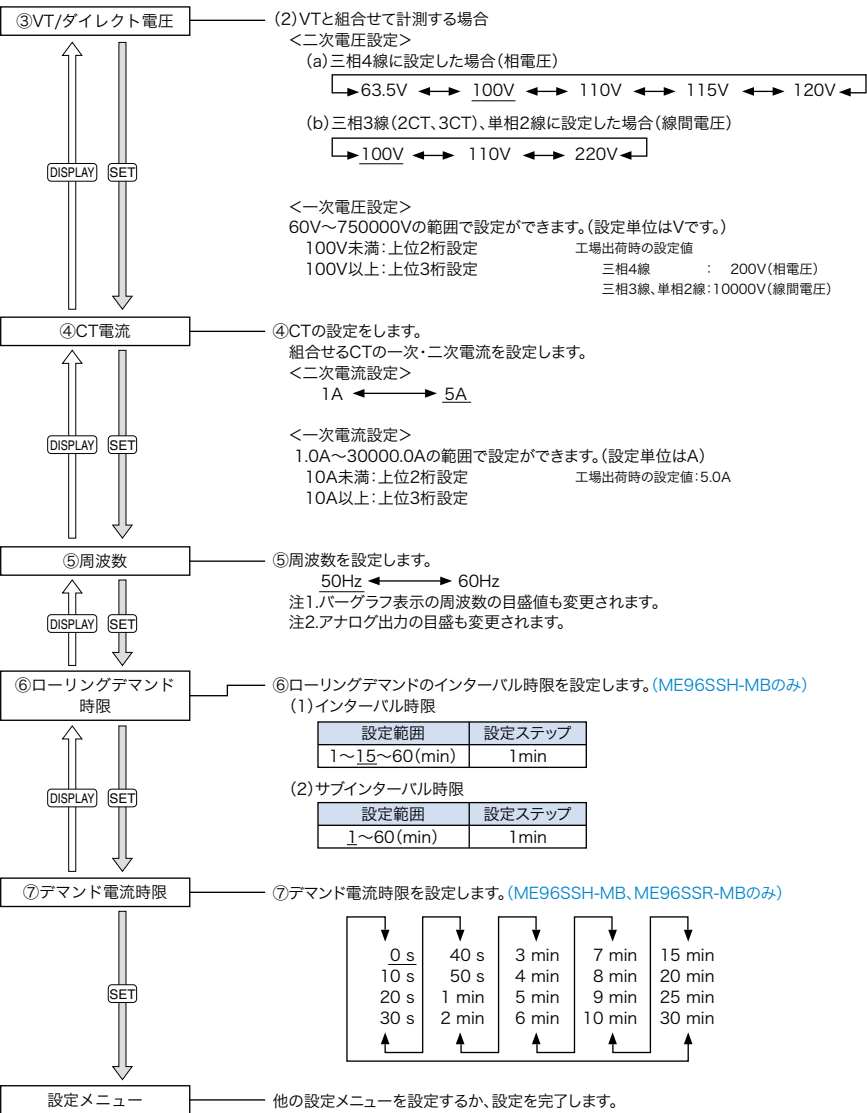 ③VT/ダイレクト電圧
(2)VTと組合せて計測する場合
<二次電圧設定>
(a)三相4線に設定した場合(相電圧)
63.5V 100V 110V 115V 120V
(b)三相3線(2CT、3CT)、単相2線に設定した場合(線間電圧)
100V 110V 220V
DISPLAY SET
<一次電圧設定>
60V~750000Vの範囲で設定ができます。(設定単位はVです。)
100V未満:上位2桁設定 工場出荷時の設定値
100V以上:上位3桁設定 三相4線 : 200V(相電圧)
三相3線、単相2線:10000V(線間電圧)
④CT電流
④CTの設定をします。
組合せるCTの一次・二次電流を設定します。
<二次電流設定>
1A 5A
DISPLAY SET
<一次電流設定>
1.0A~30000.0Aの範囲で設定ができます。(設定単位はA)
10A未満:上位2桁設定 工場出荷時の設定値:5.0A
10A以上:上位3桁設定
⑤周波数
⑤周波数を設定します。
50Hz 60Hz
注1.バーグラフ表示の周波数の目盛値も変更されます。
注2.アナログ出力の目盛も変更されます。
DISPLAY SET
⑥ローリングデマンド
時限
⑥ローリングデマンドのインターバル時限を設定します。(ME96SSH-MBのみ)
(1)インターバル時限
設定範囲 設定ステップ
1~15~60(min) 1min
(2)サブインターバル時限
設定範囲 設定ステップ
1~60(min) 1min
DISPLAY SET
⑦デマンド電流時限
⑦デマンド電流時限を設定します。(ME96SSH-MB、ME96SSR-MBのみ)
0 s 40 s 3 min 7 min 15 min
10 s 50 s 4 min 8 min 20 min
20 s 1 min 5 min 9 min 25 min
30 s 2 min 6 min 10 min 30 min
SET
設定メニュー
他の設定メニューを設定するか、設定を完了します。